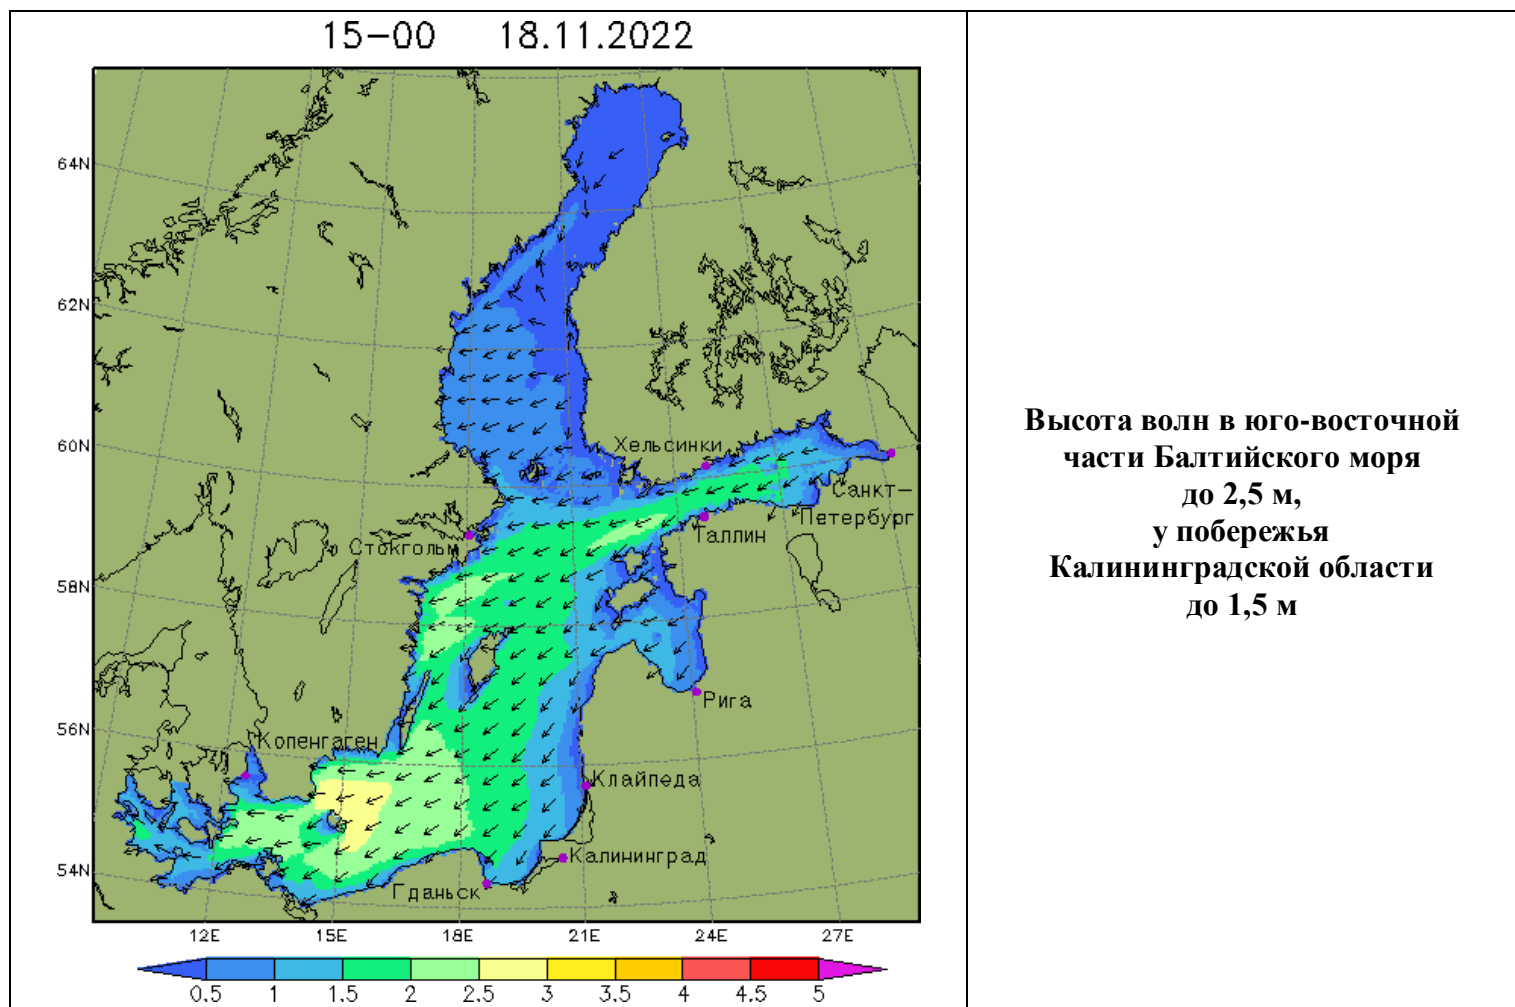 15-00 18.11.2022
64N
62N
60N
58N
56N
54N
Хельсинки
Санкт-
Петербург
Таллин
Стокгольм
Рига
Копенгаген
Клайпеда
Калининград
Гданьск
12E 15E 18E 21E 24E 27E
0.5 1 1.5 2 2.5 3 3.5 4 4.5 5
Высота волн в юго-восточной
части Балтийского моря
до 2,5 м,
у побережья
Калининградской области
до 1,5 м